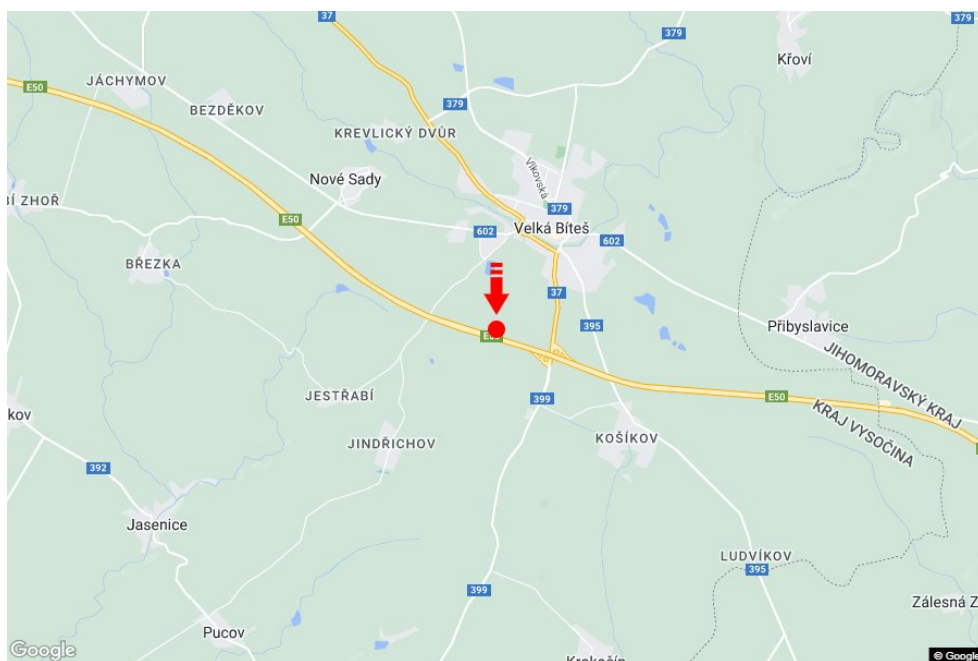 37
379
379
Křoví
E50
JÁCHYMOV
BEZDĚKOV
379
KREVLICKÝ DVŮR
Vlkovská
Nové Sady
BÍ ZHOŘ
E50
602
379
Velká Bíteš
602
BŘEZKA
37
395
Přibyslavice
JIHOMORAVSKÝ KRAJ
KRAJ VYSOČINA
JESTŘABÍ
399
E50
kov
JINDŘICHOV
KOŠÍKOV
392
Jasenice
LUDVÍKOV
395
399
Zálesná Z
Pucov
Krokočín
Google
© Google